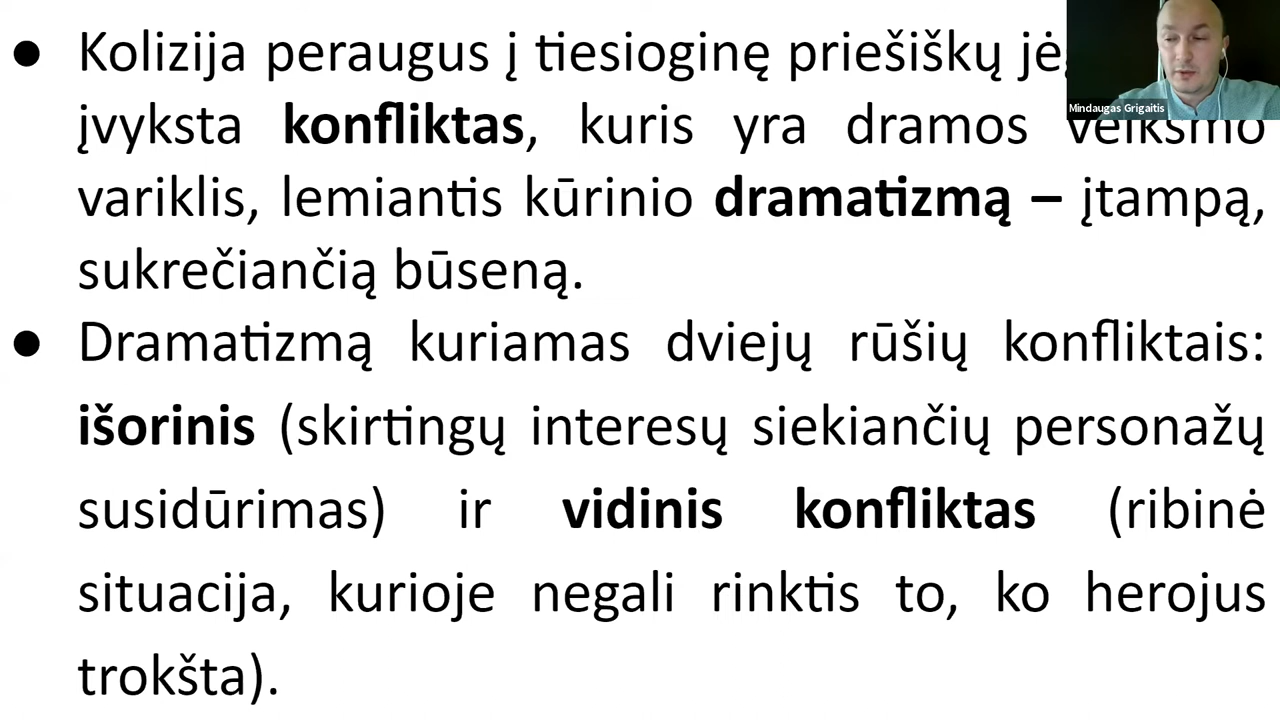 ● Kolizija peraugus į tiesioginę priešiškų
Mindaugas Grigaitis
įvyksta konfliktas, kuris yra dramos veiksmo
variklis, lemiantis kūrinio dramatizmą – įtampą,
sukrečiančią būseną.
● Dramatizmą kuriamas dviejų rūšių konfliktais:
išorinis (skirtingų interesų siekiančių personažų
susidūrimas) ir vidinis konfliktas (ribinė
situacija, kurioje negali rinktis to, ko herojus
trokšta).